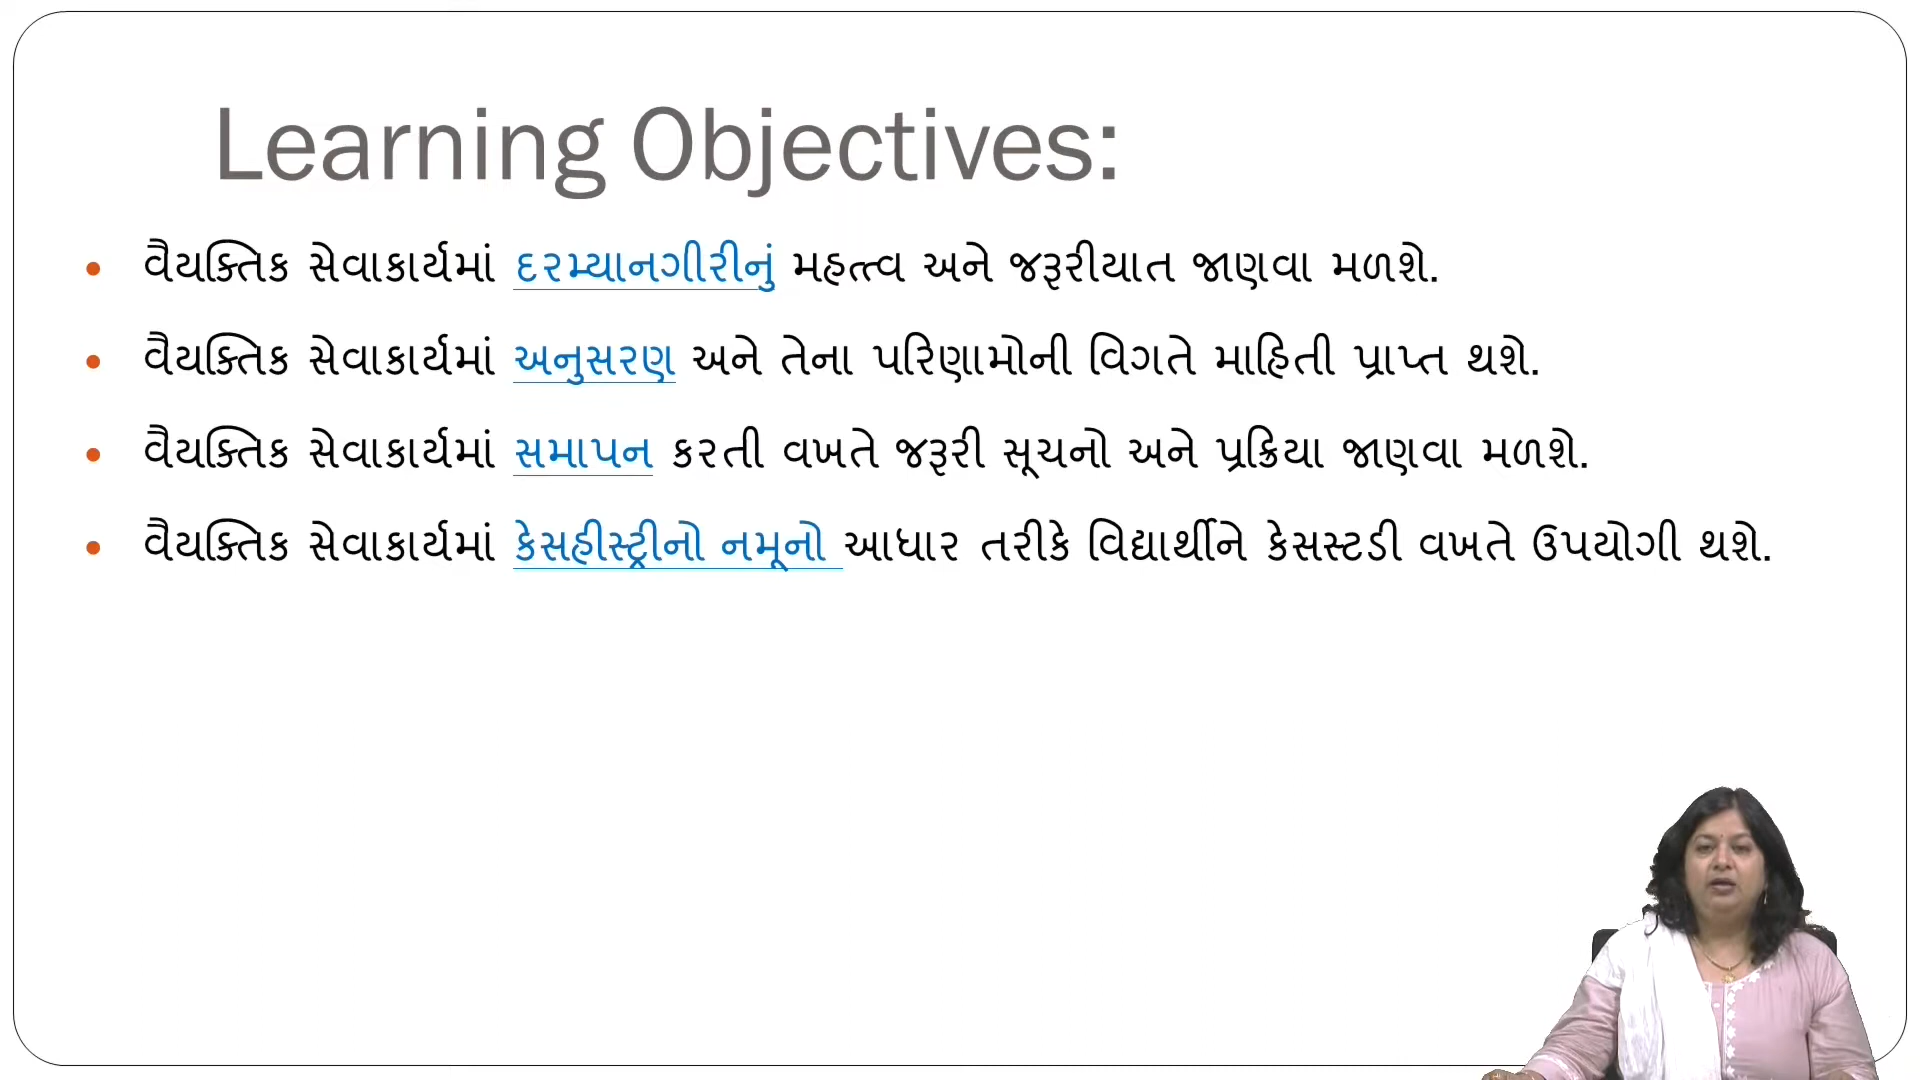 Learning Objectives:
વૈયક્તિક સેવાકાર્યમાં દરમ્યાનગીરીનું મહત્ત્વ અને જરૂરીયાત જાણવા મળશે.
વૈયક્તિક સેવાકાર્યમાં અનુસરણ અને તેના પરિણામોની વિગતે માહિતી પ્રાપ્ત થશે.
વૈયક્તિક સેવાકાર્યમાં સમાપન કરતી વખતે જરૂરી સૂચનો અને પ્રક્રિયા જાણવા મળશે.
વૈયક્તિક સેવાકાર્યમાં કેસહીસ્ટ્રીનો નમૂનો આધાર તરીકે વિદ્યાર્થીને કેસસ્ટડી વખતે ઉપયોગી થશે.